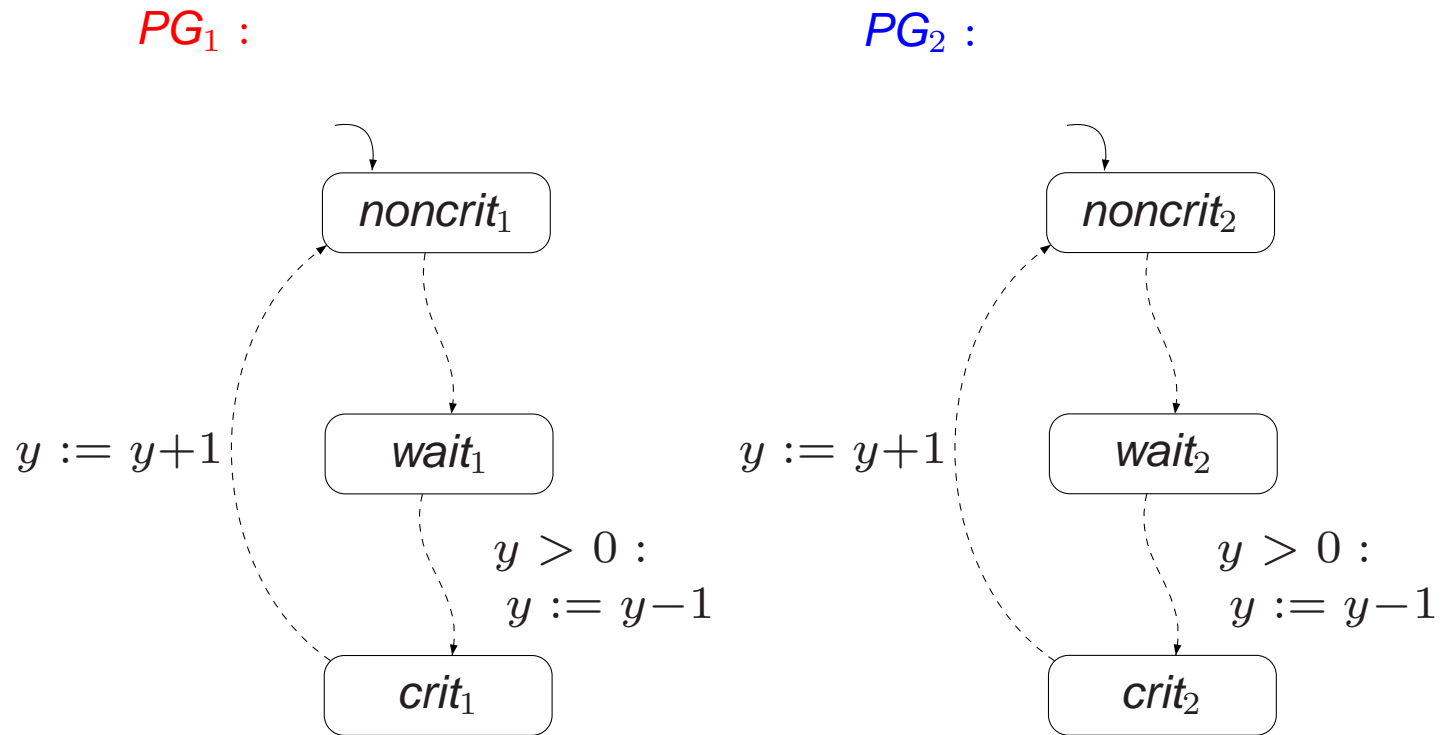 PG₁ :
noncrit₁
wait₁
y := y+1
y > 0 :
y := y−1
crit₁
PG₂ :
noncrit₂
wait₂
y := y+1
y > 0 :
y := y−1
crit₂